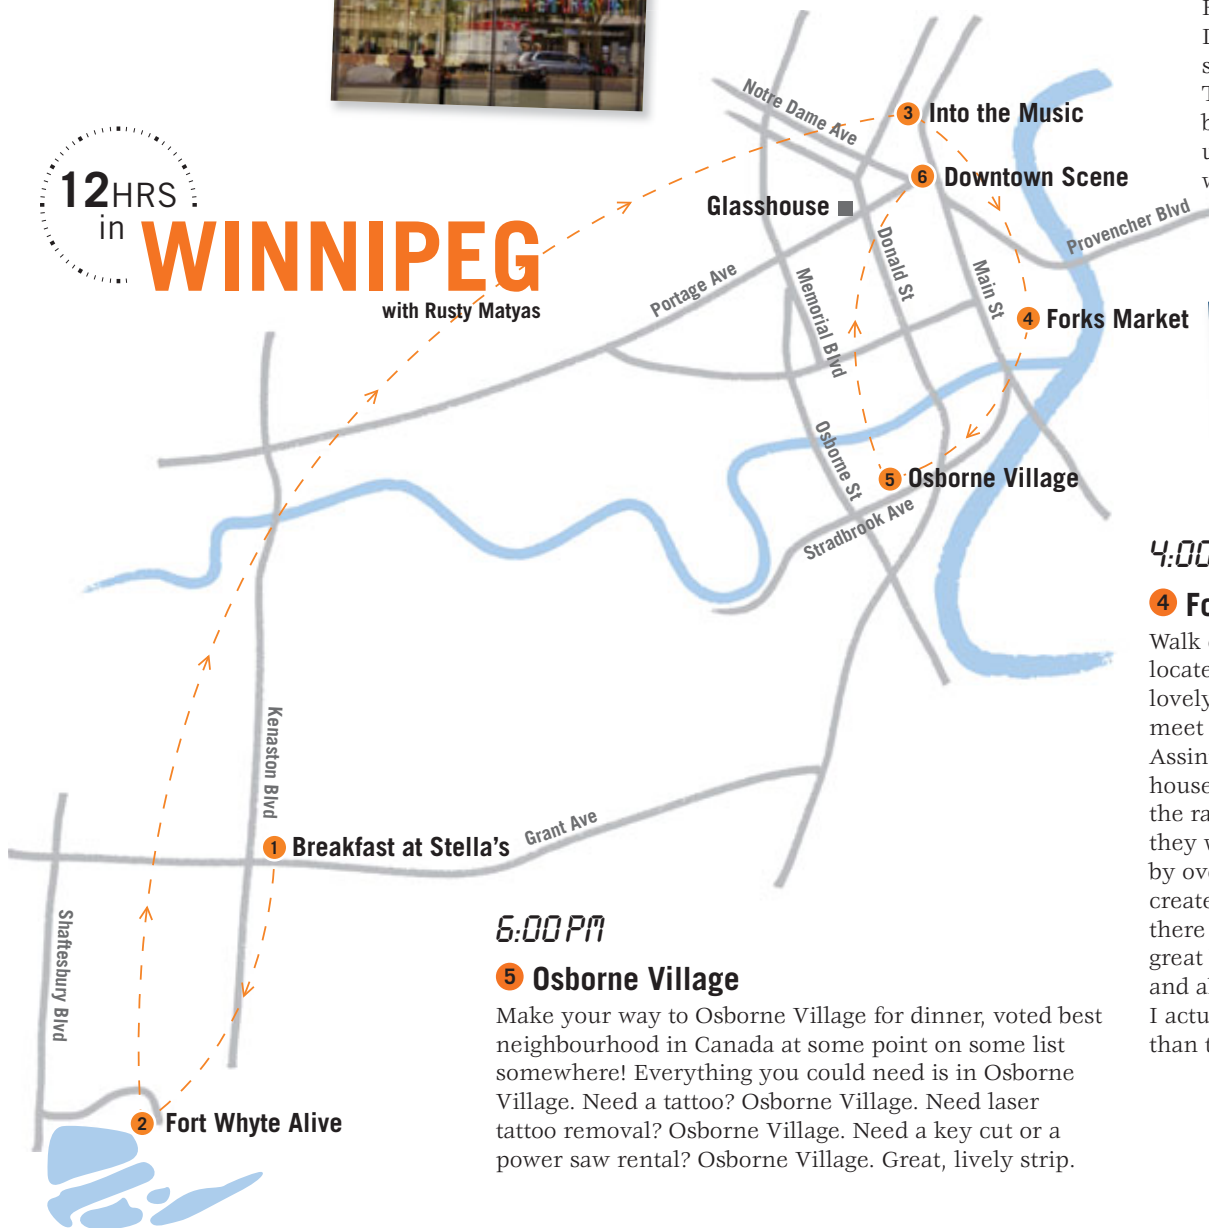 12HRS
in
WINNIPEG
with Rusty Matyas
Notre Dame Ave
3 Into the Music
6 Downtown Scene
Glasshouse
Provencher Blvd
Donald St
Portage Ave
Main St
Memorial Blvd
4 Forks Market
Osborne St
5 Osborne Village
Stradbrook Ave
Kenaston Blvd
1 Breakfast at Stella's
Grant Ave
Shaftesbury Blvd
2 Fort Whyte Alive
6:00 PM
5 Osborne Village
Make your way to Osborne Village for dinner, voted best
neighbourhood in Canada at some point on some list
somewhere! Everything you could need is in Osborne
Village. Need a tattoo? Osborne Village. Need laser
tattoo removal? Osborne Village. Need a key cut or a
power saw rental? Osborne Village. Great, lively strip.
4:00
4
Walk
locate
lovely
meet
Assin
house
the ra
they w
by ov
create
there
great
and a
I actu
than t